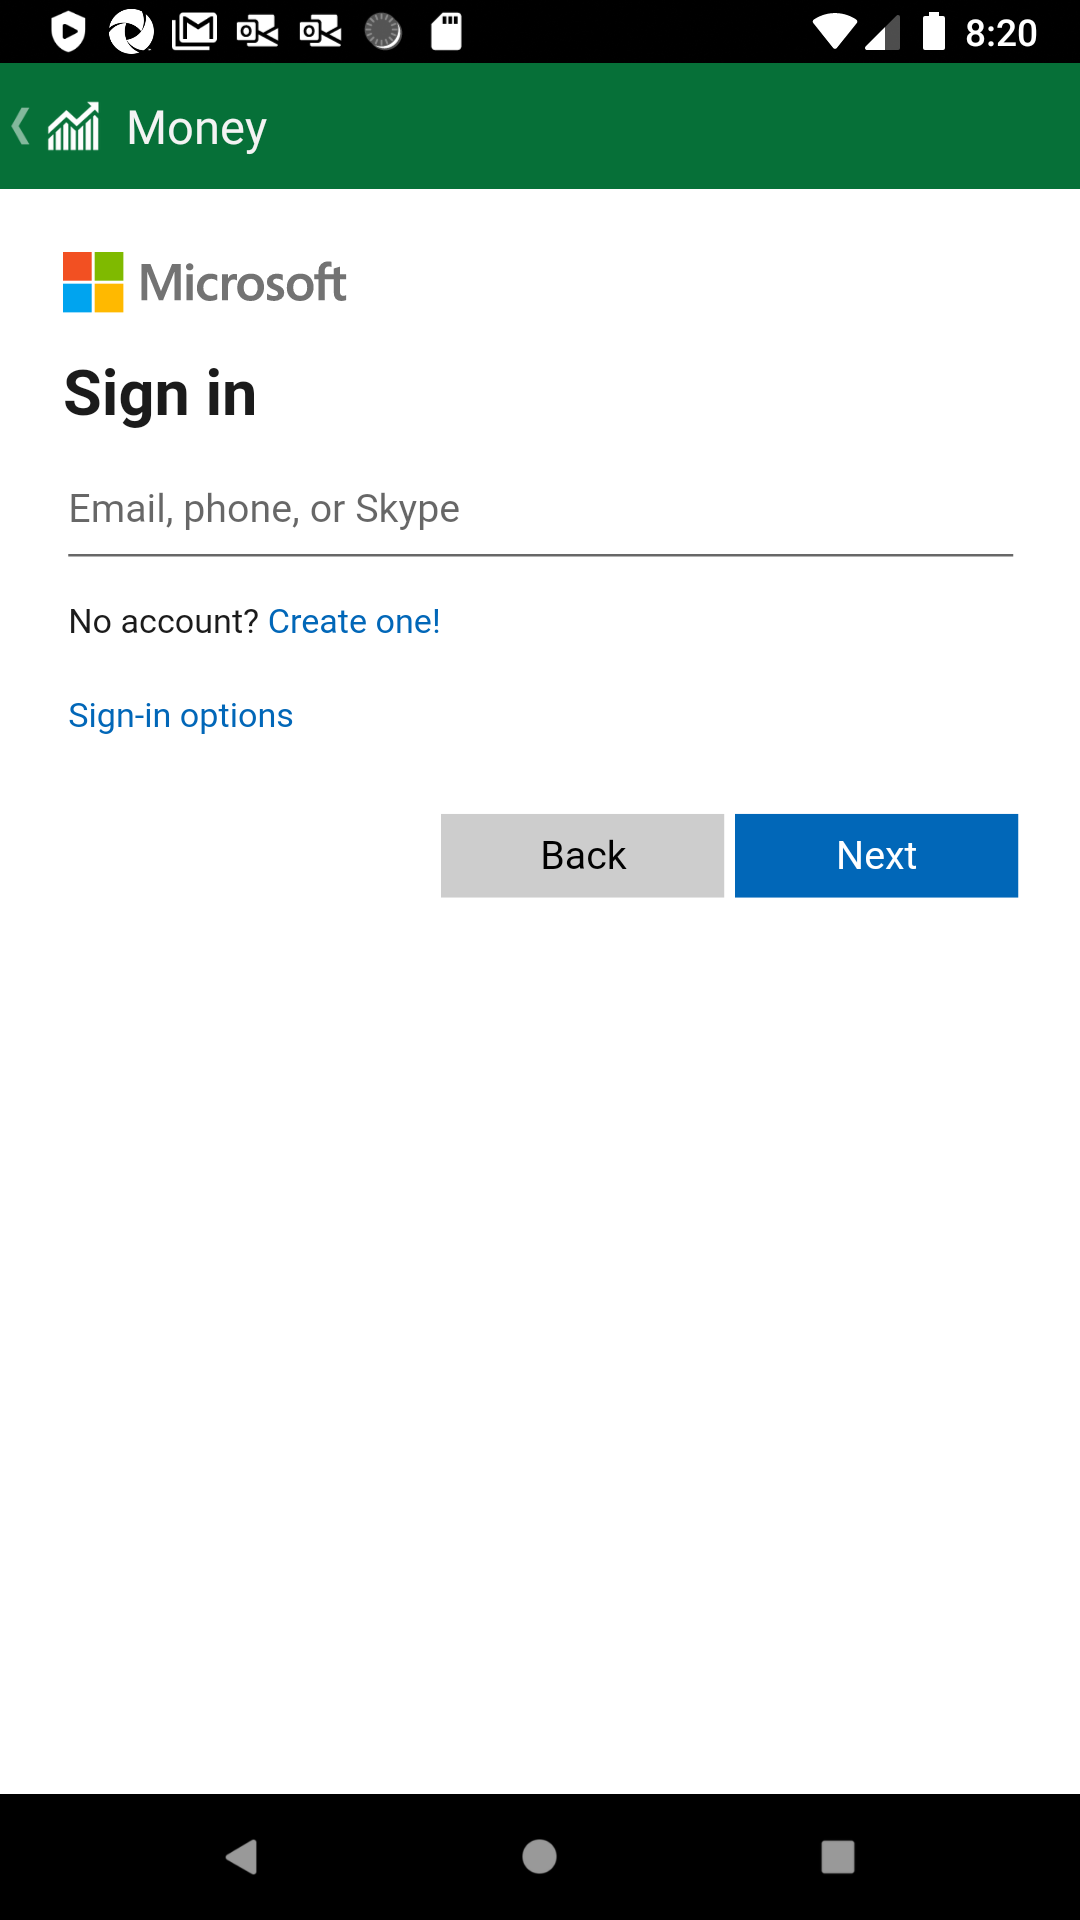 8:20
Money
Microsoft
Sign in
Email, phone, or Skype
No account? Create one!
Sign-in options
Back Next